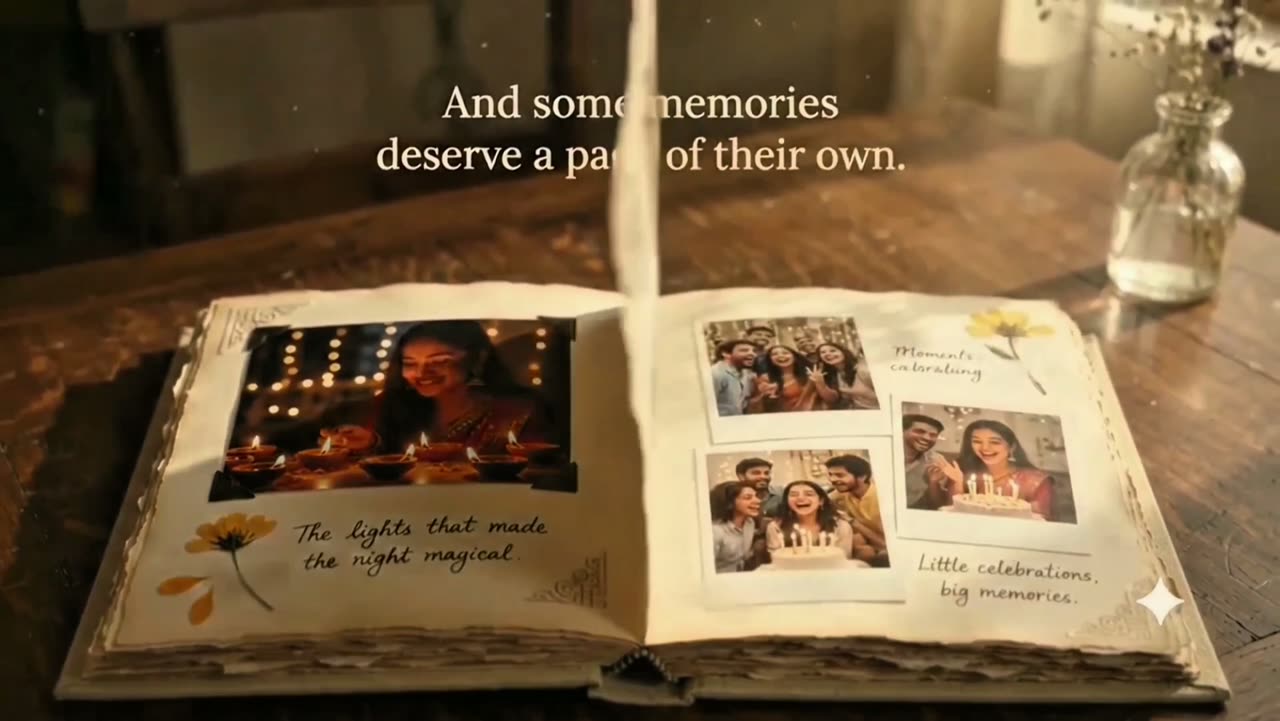 And some memories
deserve a page of their own.
The lights that made
the night magical.
Moments
Little celebrations,
big memories.